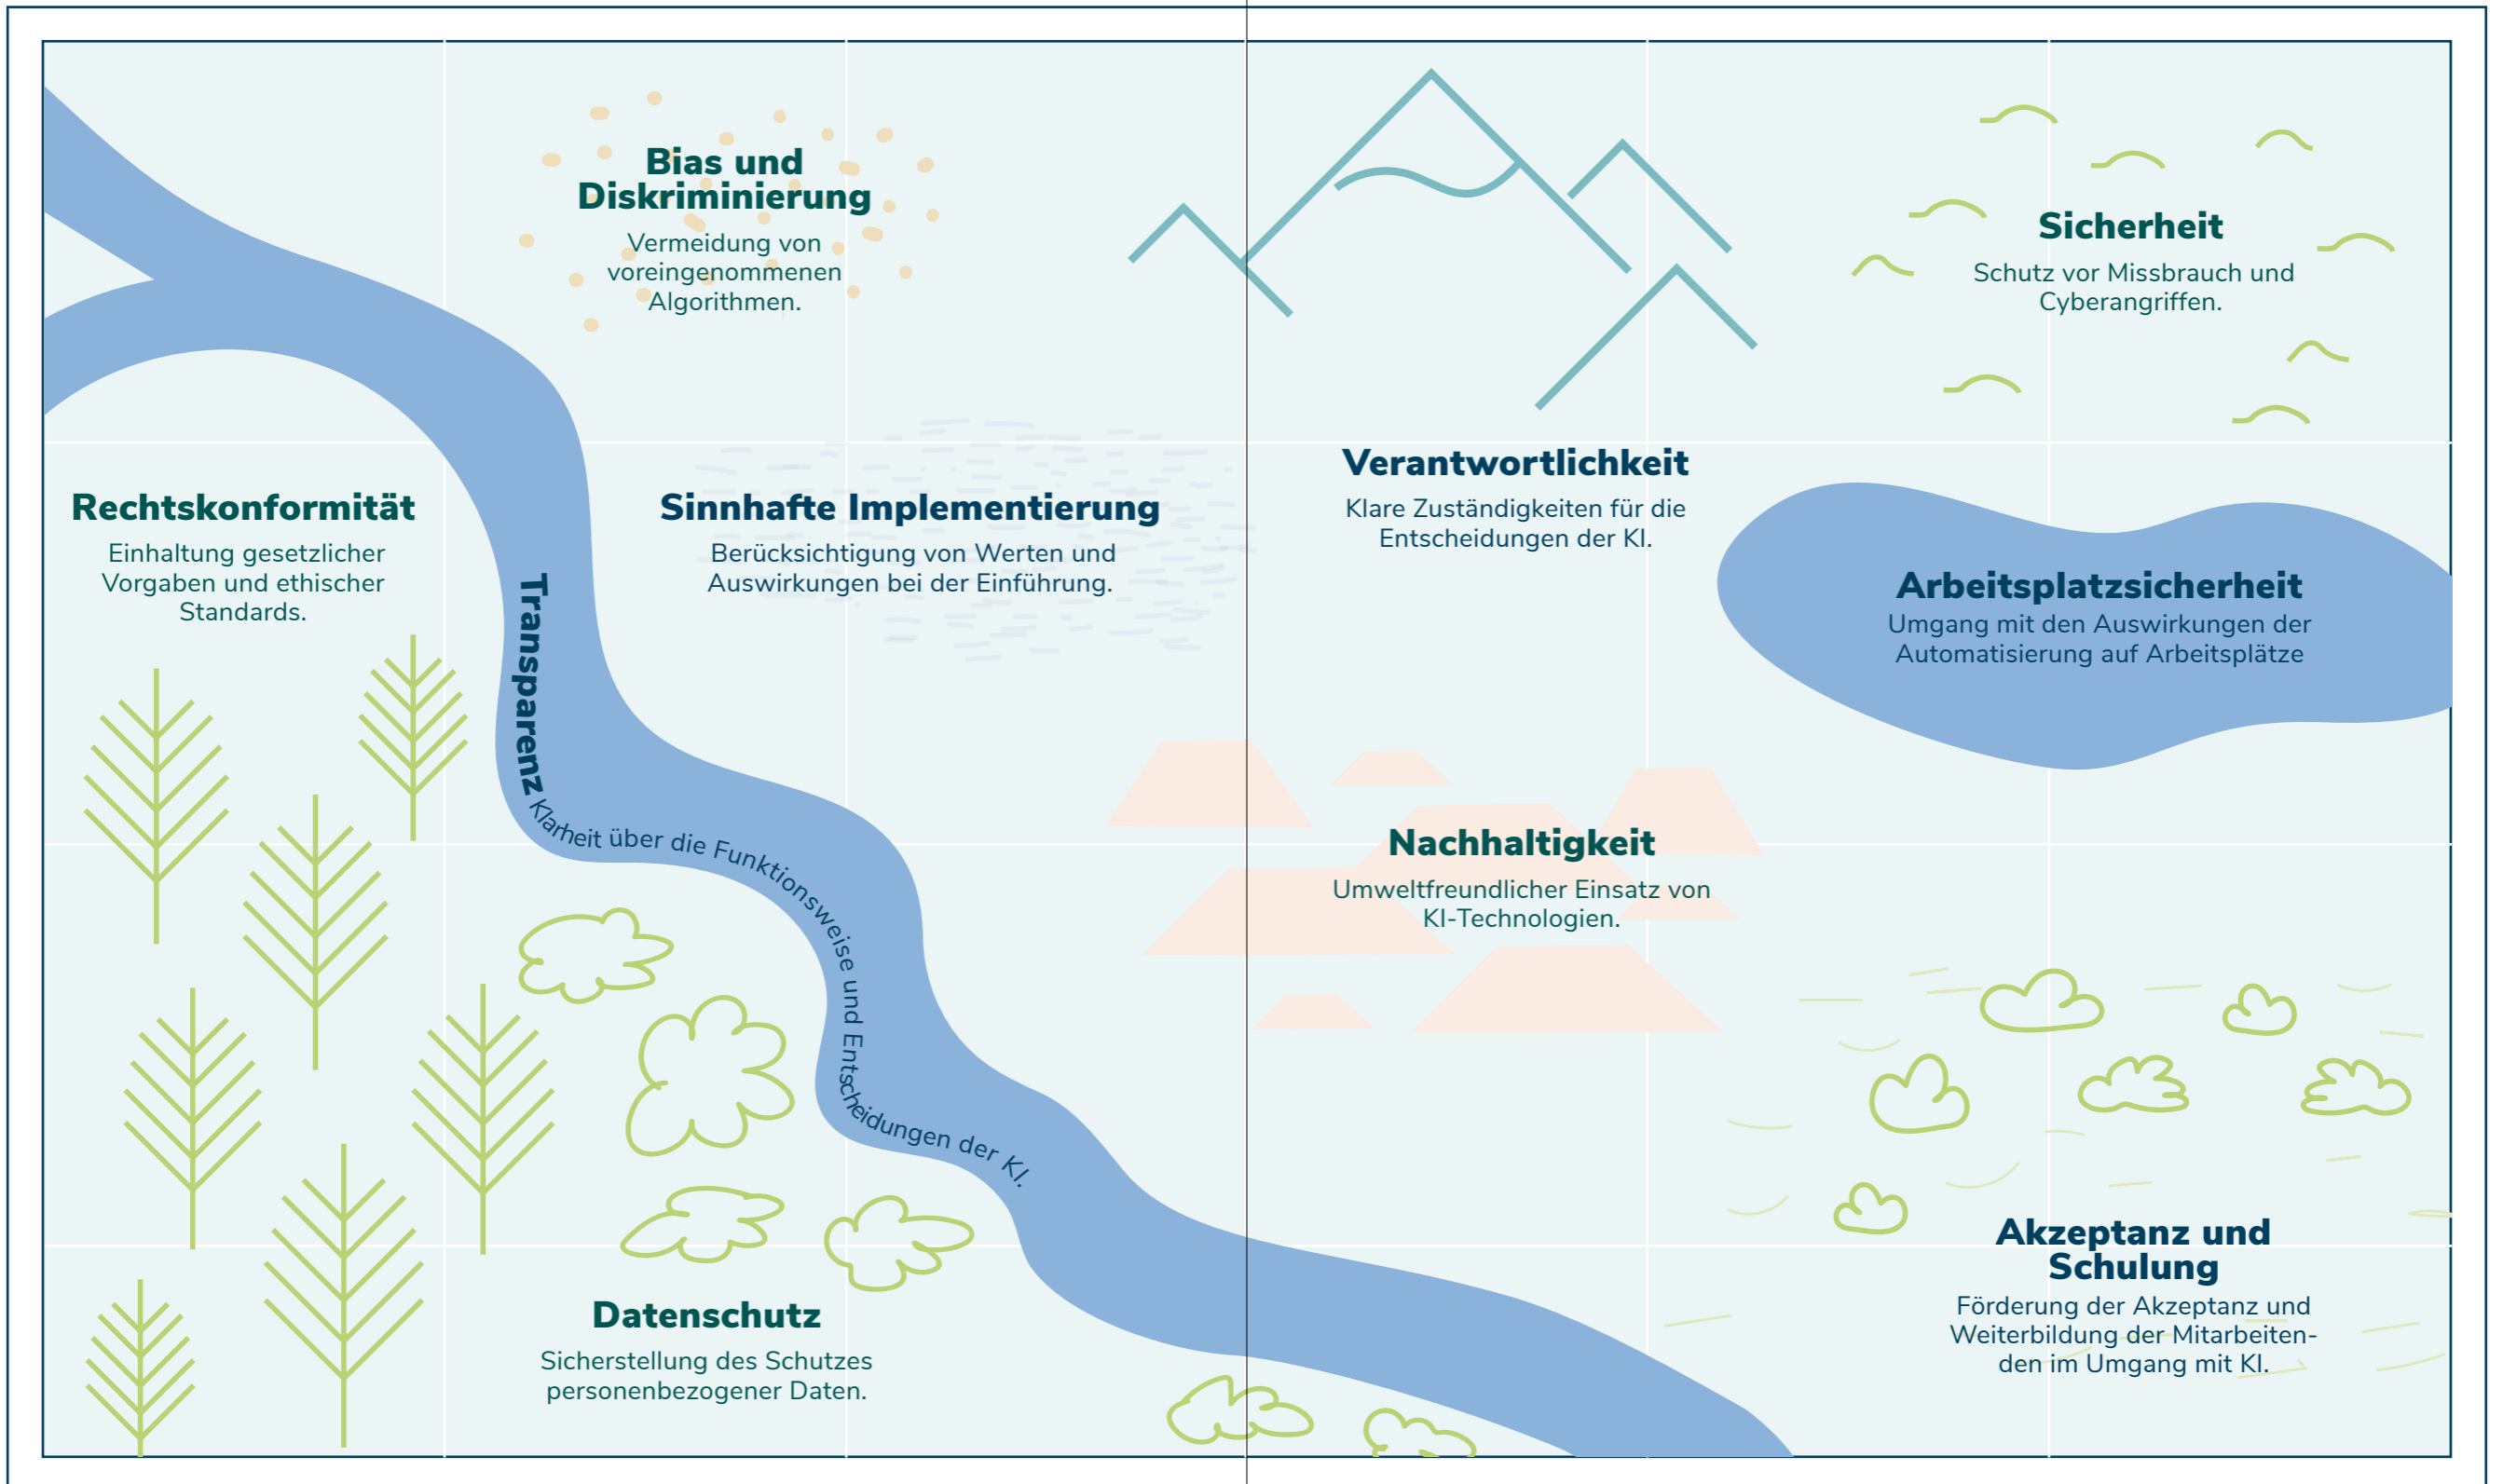 Bias und
Diskriminierung
Vermeidung von
voreingenommenen
Algorithmen.
Sicherheit
Schutz vor Missbrauch und
Cyberangriffen.
Rechtskonformität
Einhaltung gesetzlicher
Vorgaben und ethischer
Standards.
Sinnhafte Implementierung
Berücksichtigung von Werten und
Auswirkungen bei der Einführung.
Verantwortlichkeit
Klare Zuständigkeiten für die
Entscheidungen der KI.
Arbeitsplatzsicherheit
Umgang mit den Auswirkungen der
Automatisierung auf Arbeitsplätze
Transparenz Klarheit über die Funktionsweise und Entscheidungen der KI.
Nachhaltigkeit
Umweltfreundlicher Einsatz von
KI-Technologien.
Datenschutz
Sicherstellung des Schutzes
personenbezogener Daten.
Akzeptanz und
Schulung
Förderung der Akzeptanz und
Weiterbildung der Mitarbeiten-
den im Umgang mit KI.